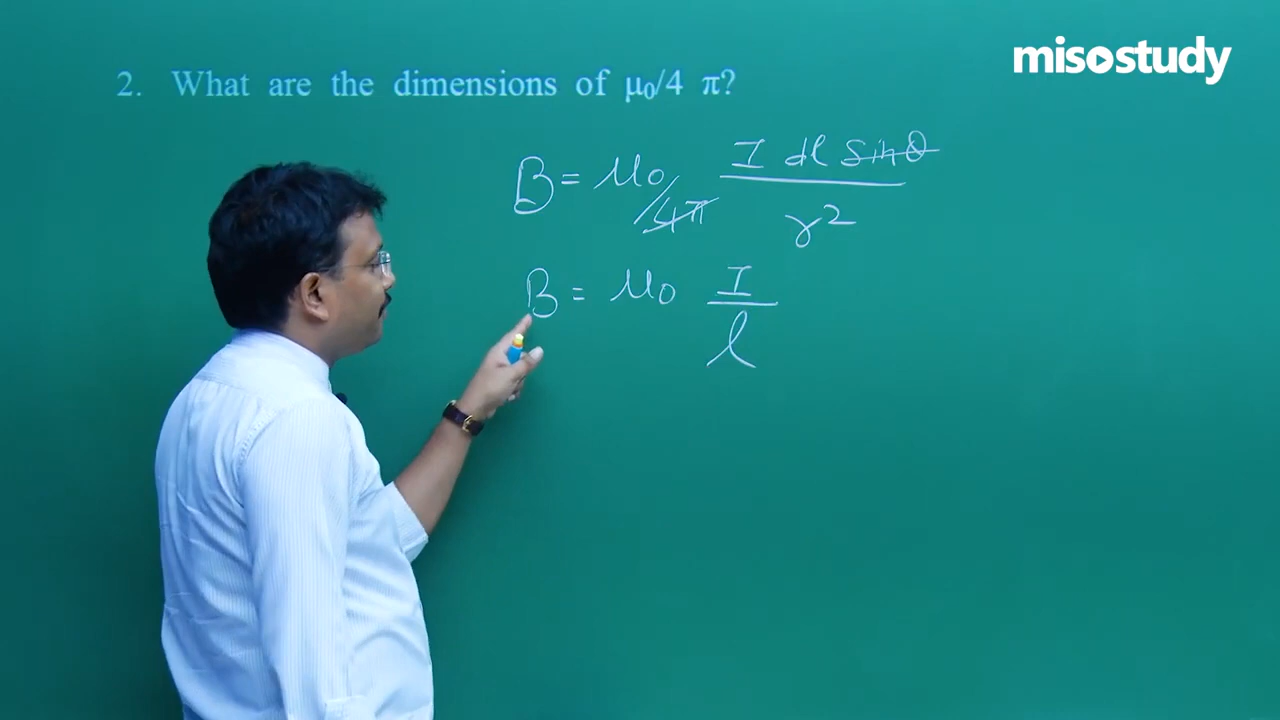 misostudy
2. What are the dimensions of μ₀/4 π?
B = μ₀/4π I dl sinθ / r²
B = μ₀ I / l